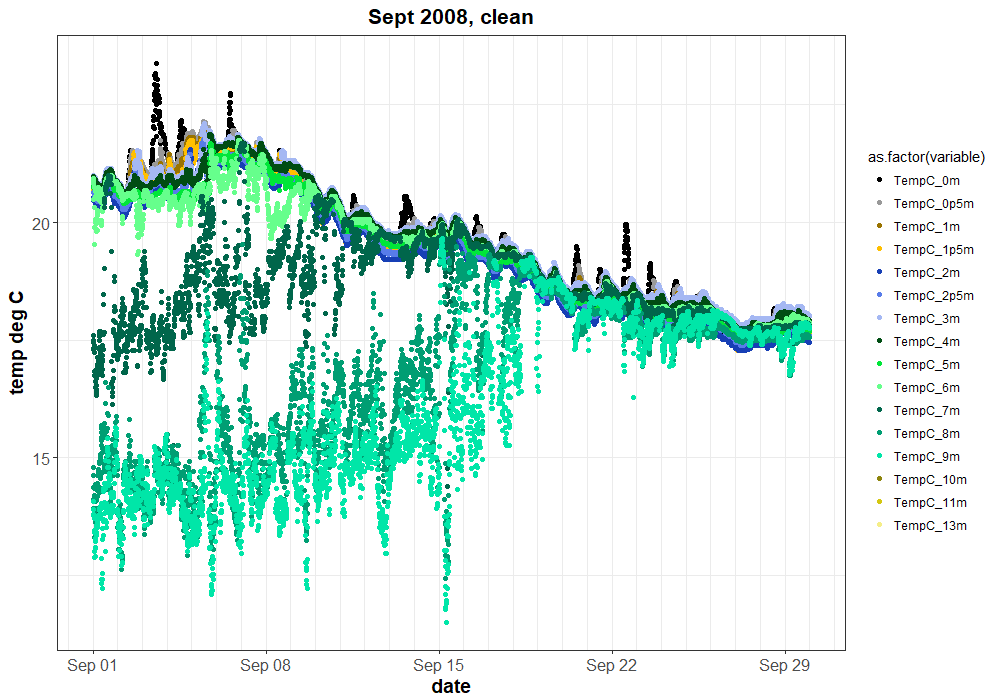 Sept 2008, clean
temp deg C
20
15
Sep 01
Sep 08
Sep 15
Sep 22
Sep 29
date
as.factor(variable)
TempC_0m
TempC_0p5m
TempC_1m
TempC_1p5m
TempC_2m
TempC_2p5m
TempC_3m
TempC_4m
TempC_5m
TempC_6m
TempC_7m
TempC_8m
TempC_9m
TempC_10m
TempC_11m
TempC_13m